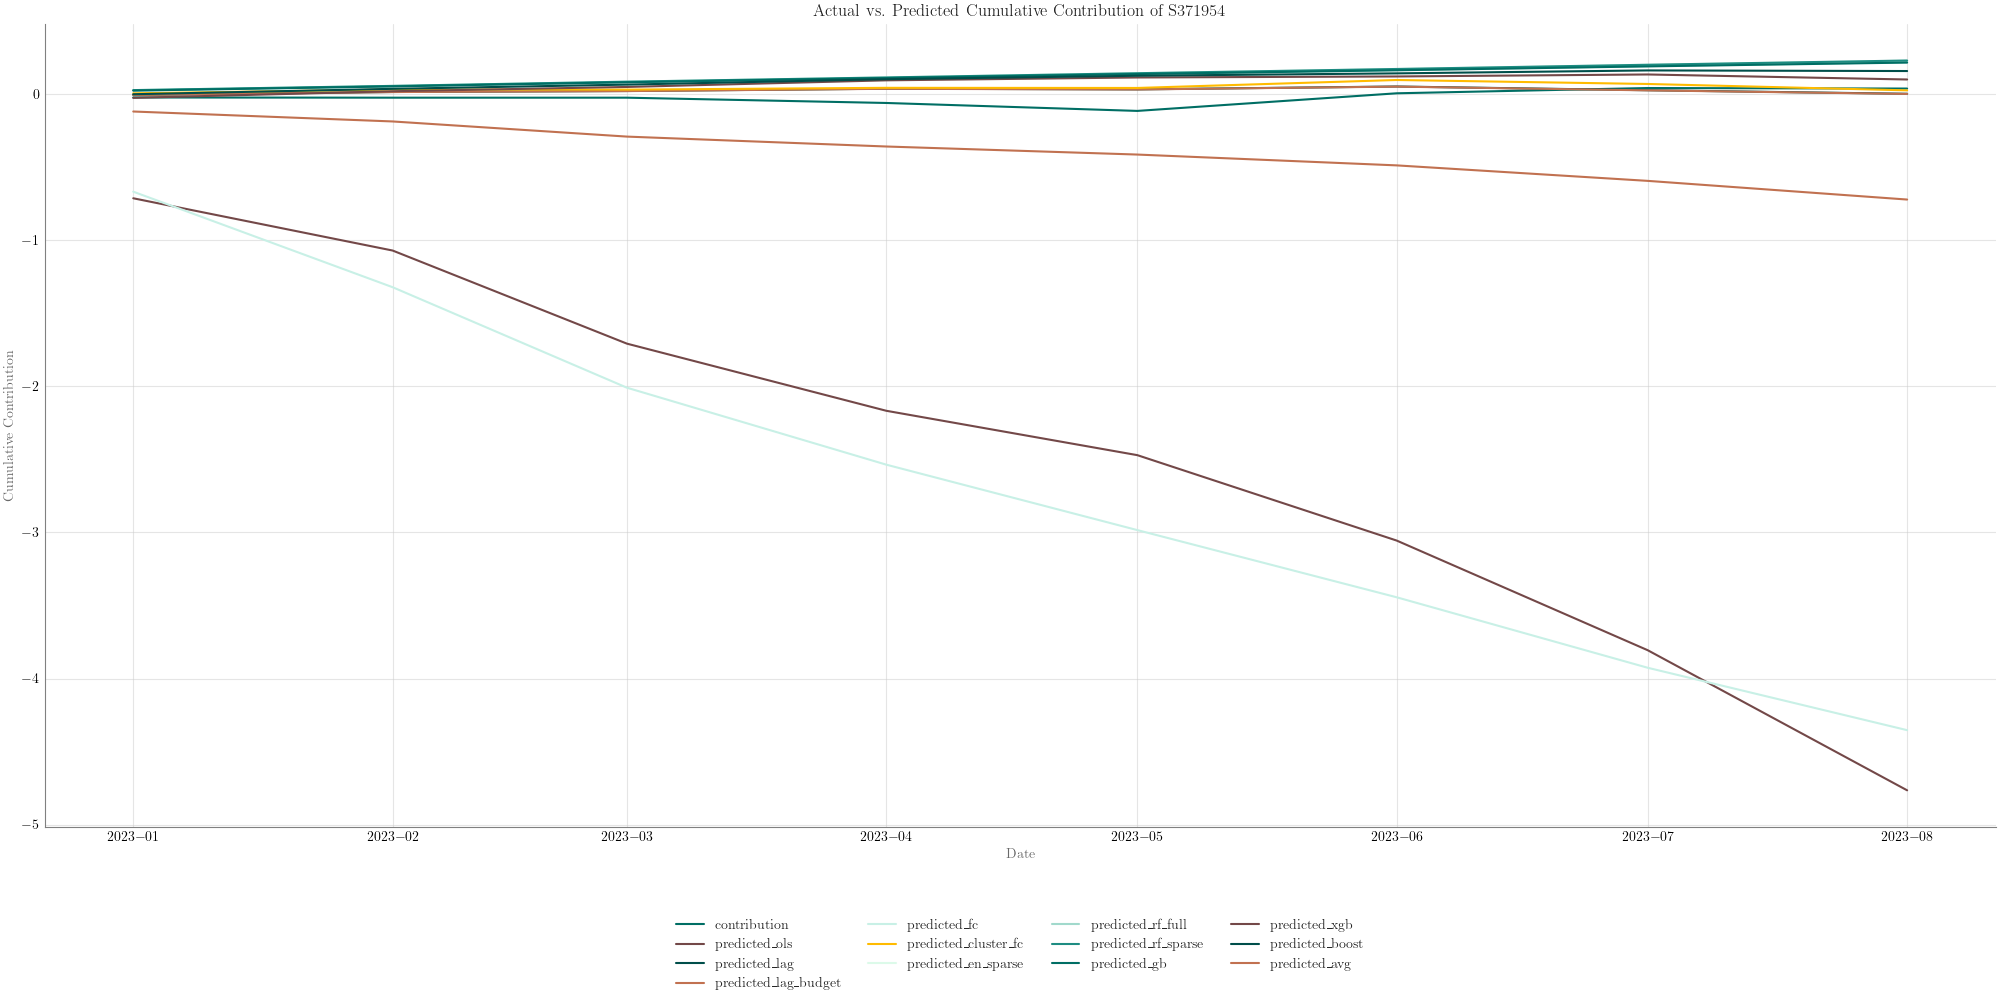 Actual vs. Predicted Cumulative Contribution of S371954
Cumulative Contribution
0
−1
−2
−3
−4
−5
2023−01 2023−02 2023−03 2023−04 2023−05 2023−06 2023−07 2023−08
Date
contribution predicted_fc predicted_rf_full predicted_xgb
predicted_ols predicted_cluster_fc predicted_rf_sparse predicted_boost
predicted_lag predicted_en_sparse predicted_gb predicted_avg
predicted_lag_budget